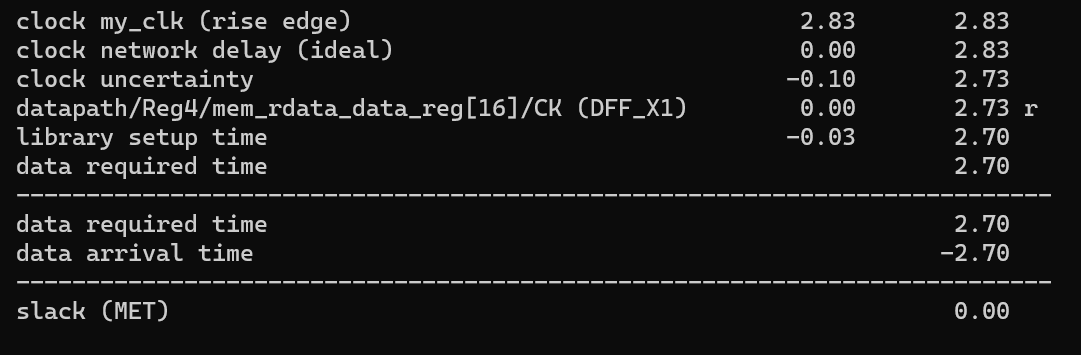 clock my_clk (rise edge) 2.83 2.83
clock network delay (ideal) 0.00 2.83
clock uncertainty -0.10 2.73
datapath/Reg4/mem_rdata_data_reg[16]/CK (DFF_X1) 0.00 2.73 r
library setup time -0.03 2.70
data required time 2.70
--------------------------------------------------------------------------
data required time 2.70
data arrival time -2.70
--------------------------------------------------------------------------
slack (MET) 0.00